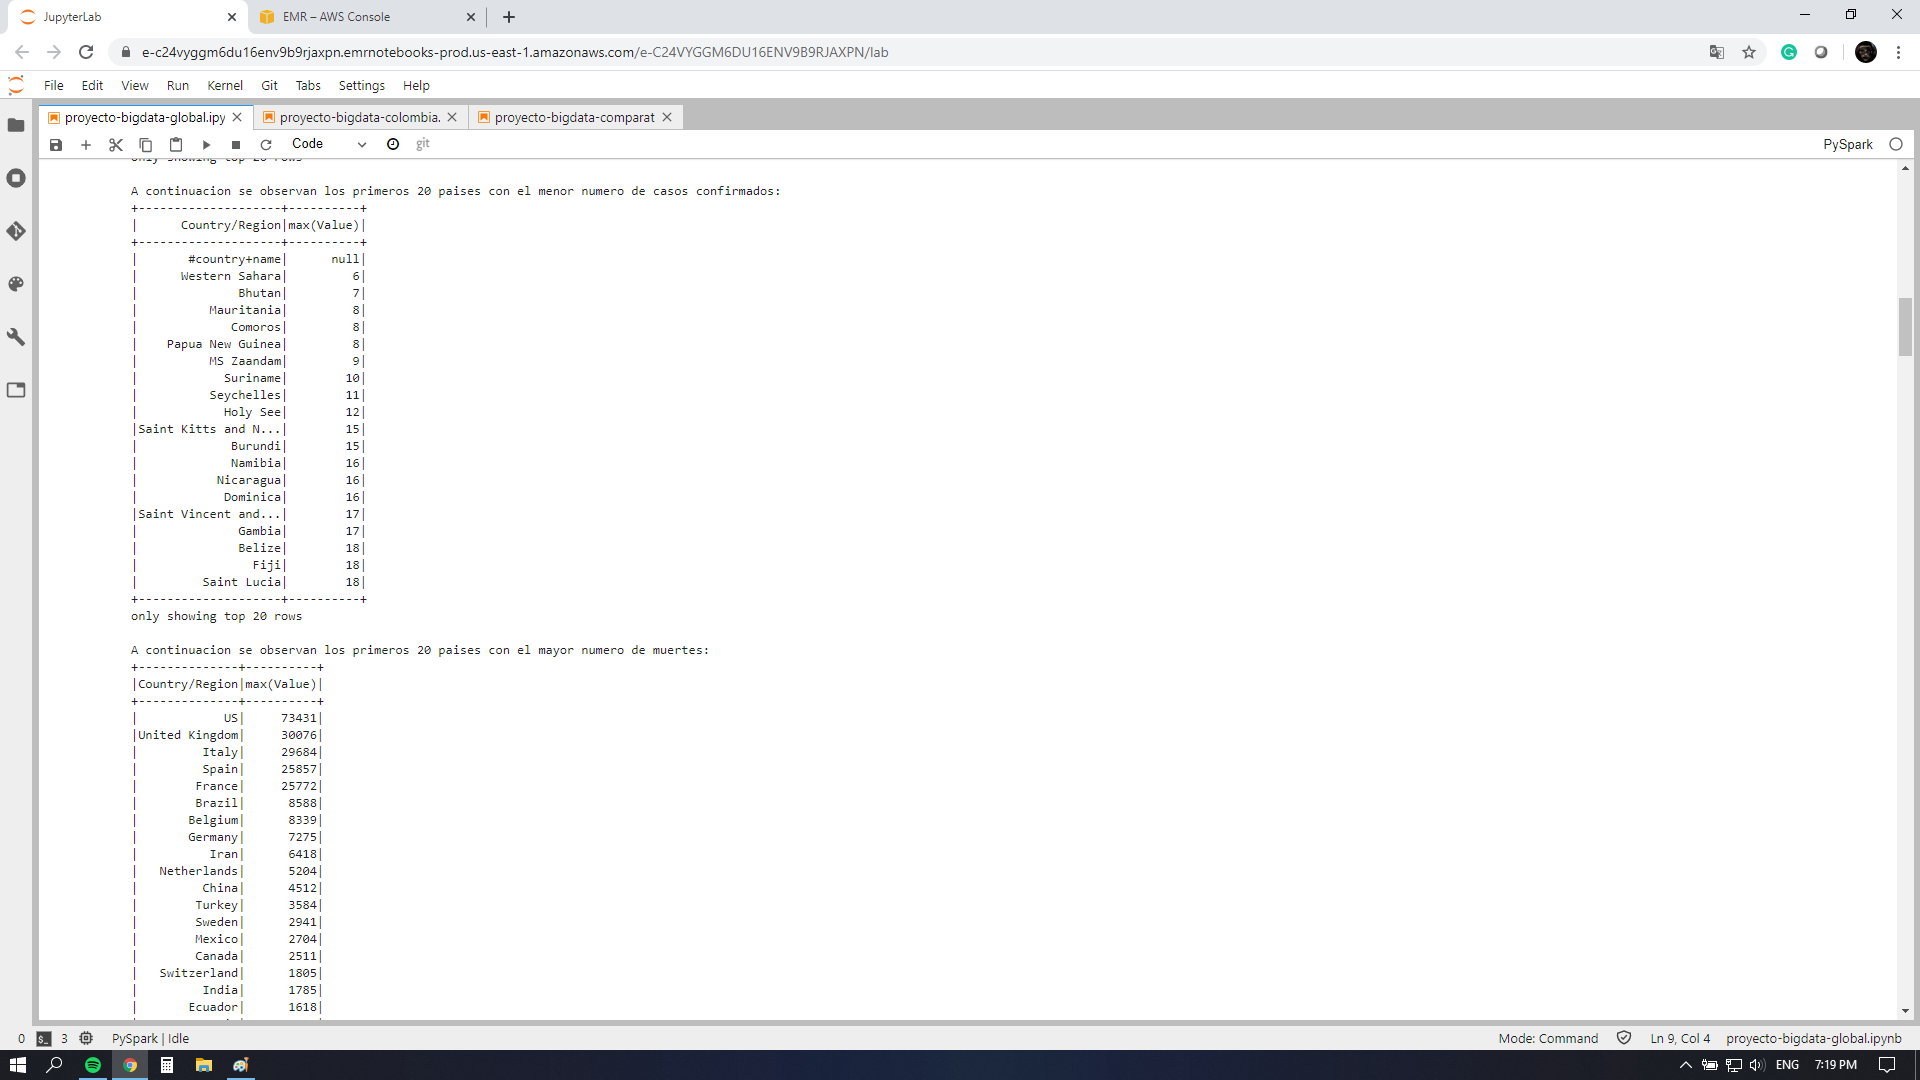 JupyterLab
EMR – AWS Console
e-c24vyggm6du16env9b9rjaxpn.emrnotebooks-prod.us-east-1.amazonaws.com/e-C24VYGGM6DU16ENV9B9RJAXPN/lab
File Edit View Run Kernel Git Tabs Settings Help
proyecto-bigdata-global.ipy
proyecto-bigdata-colombia.
proyecto-bigdata-comparat
Code
git
PySpark
only showing top 20 rows
A continuacion se observan los primeros 20 paises con el menor numero de casos confirmados:
+--------------------+----------+
|      Country/Region|max(Value)|
+--------------------+----------+
|       #country+name|      null|
|      Western Sahara|         6|
|              Bhutan|         7|
|          Mauritania|         8|
|             Comoros|         8|
|    Papua New Guinea|         8|
|          MS Zaandam|         9|
|            Suriname|        10|
|          Seychelles|        11|
|            Holy See|        12|
|Saint Kitts and N...|        15|
|             Burundi|        15|
|             Namibia|        16|
|           Nicaragua|        16|
|            Dominica|        16|
|Saint Vincent and...|        17|
|              Gambia|        17|
|              Belize|        18|
|                Fiji|        18|
|         Saint Lucia|        18|
+--------------------+----------+
only showing top 20 rows
A continuacion se observan los primeros 20 paises con el mayor numero de muertes:
+--------------+----------+
|Country/Region|max(Value)|
+--------------+----------+
|            US|     73431|
|United Kingdom|     30076|
|         Italy|     29684|
|         Spain|     25857|
|        France|     25772|
|        Brazil|      8588|
|       Belgium|      8339|
|       Germany|      7275|
|          Iran|      6418|
|   Netherlands|      5204|
|         China|      4512|
|        Turkey|      3584|
|        Sweden|      2941|
|        Mexico|      2704|
|        Canada|      2511|
|   Switzerland|      1805|
|         India|      1785|
|       Ecuador|      1618|
0 $_ 3 PySpark | Idle
Mode: Command Ln 9, Col 4 proyecto-bigdata-global.ipynb
ENG 7:19 PM